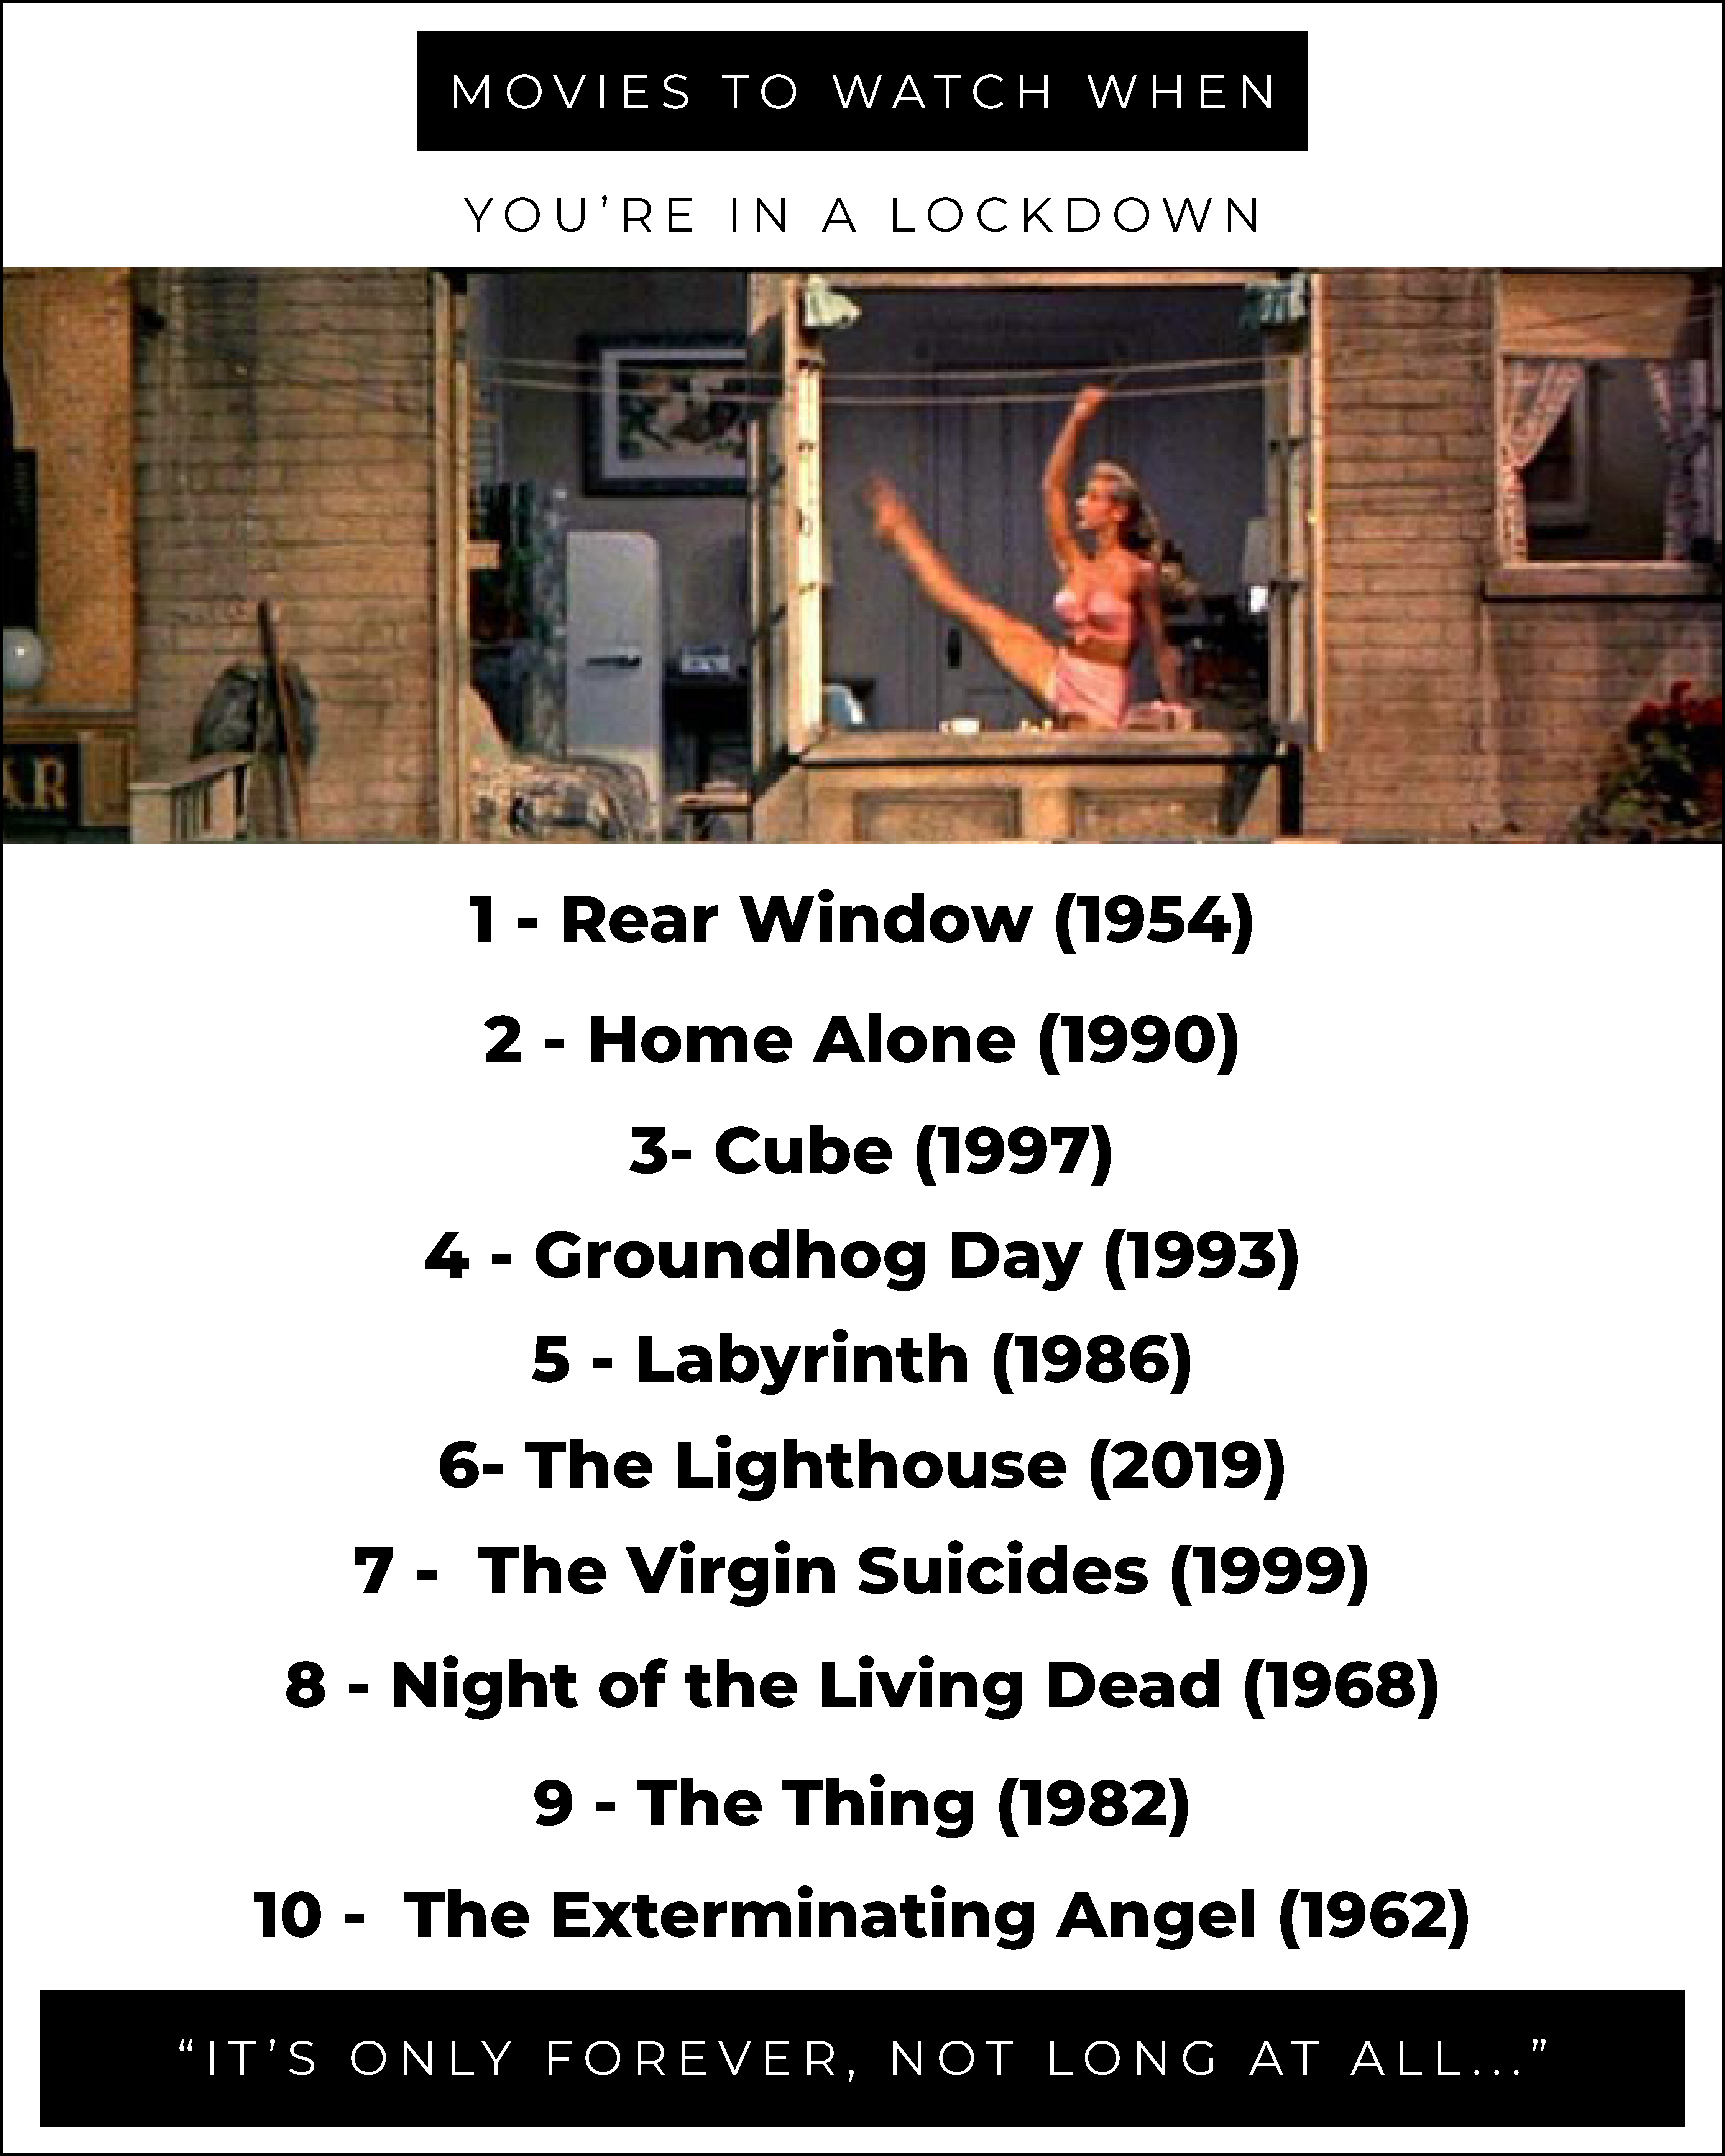 MOVIES TO WATCH WHEN
YOU'RE IN A LOCKDOWN
SR
1 - Rear Window (1954)
2 - Home Alone (1990)
3- Cube (1997)
4 - Groundhog Day (1993)
5 - Labyrinth (1986)
6- The Lighthouse (2019)
7 -  The Virgin Suicides (1999)
8 - Night of the Living Dead (1968)
9 - The Thing (1982)
10 -  The Exterminating Angel (1962)
“IT’S ONLY FOREVER, NOT LONG AT ALL...”